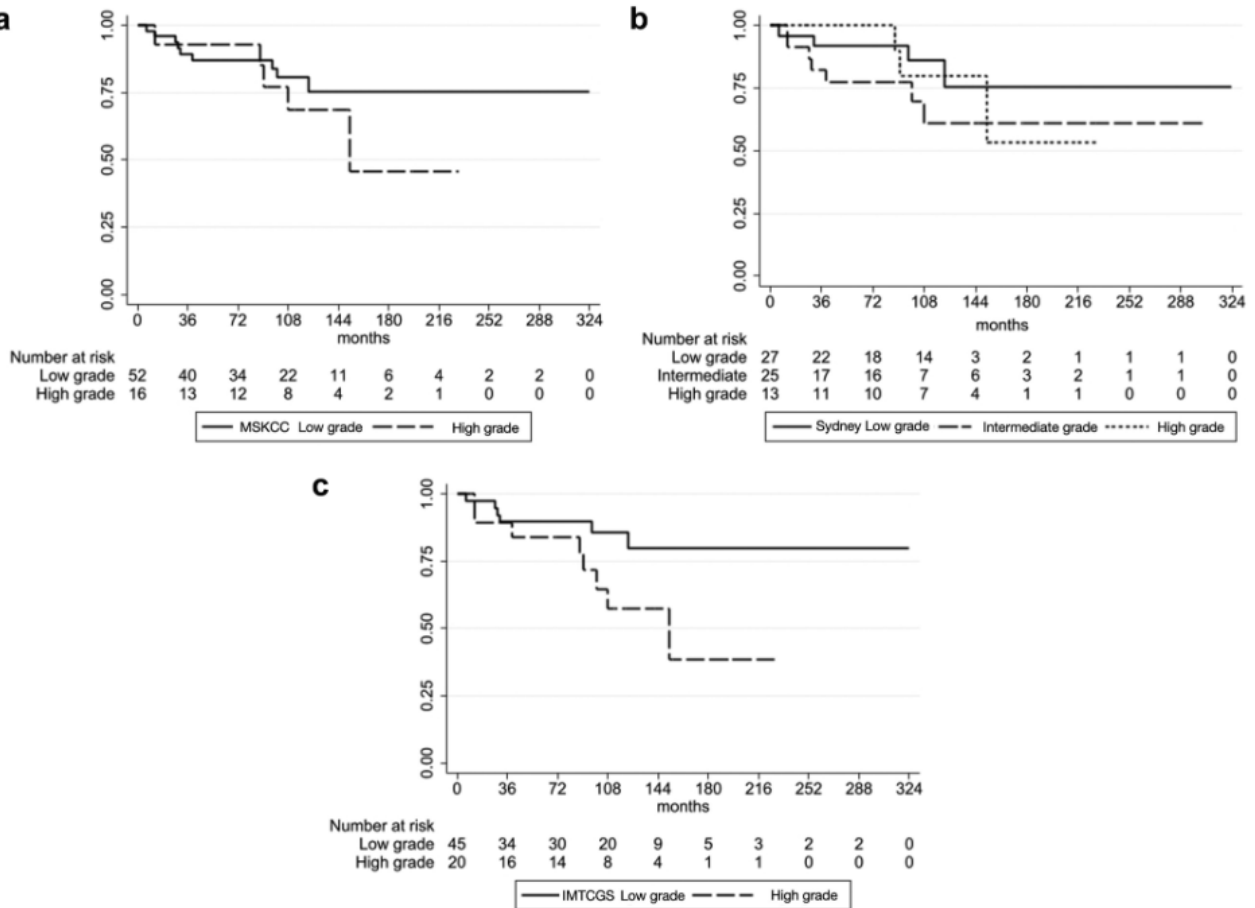 a
1.00
0.75
0.50
0.25
0.00
0 36 72 108 144 180 216 252 288 324
months
Number at risk
Low grade 52 40 34 22 11 6 4 2 2 0
High grade 16 13 12 8 4 2 1 0 0 0
MSKCC Low grade High grade
b
1.00
0.75
0.50
0.25
0.00
0 36 72 108 144 180 216 252 288 324
months
Number at risk
Low grade 27 22 18 14 3 2 1 1 1 0
Intermediate 25 17 16 7 6 3 2 1 1 0
High grade 13 11 10 7 4 1 1 0 0 0
Sydney Low grade Intermediate grade High grade
c
1.00
0.75
0.50
0.25
0.00
0 36 72 108 144 180 216 252 288 324
months
Number at risk
Low grade 45 34 30 20 9 5 3 2 2 0
High grade 20 16 14 8 4 1 1 0 0 0
IMTCGS Low grade High grade